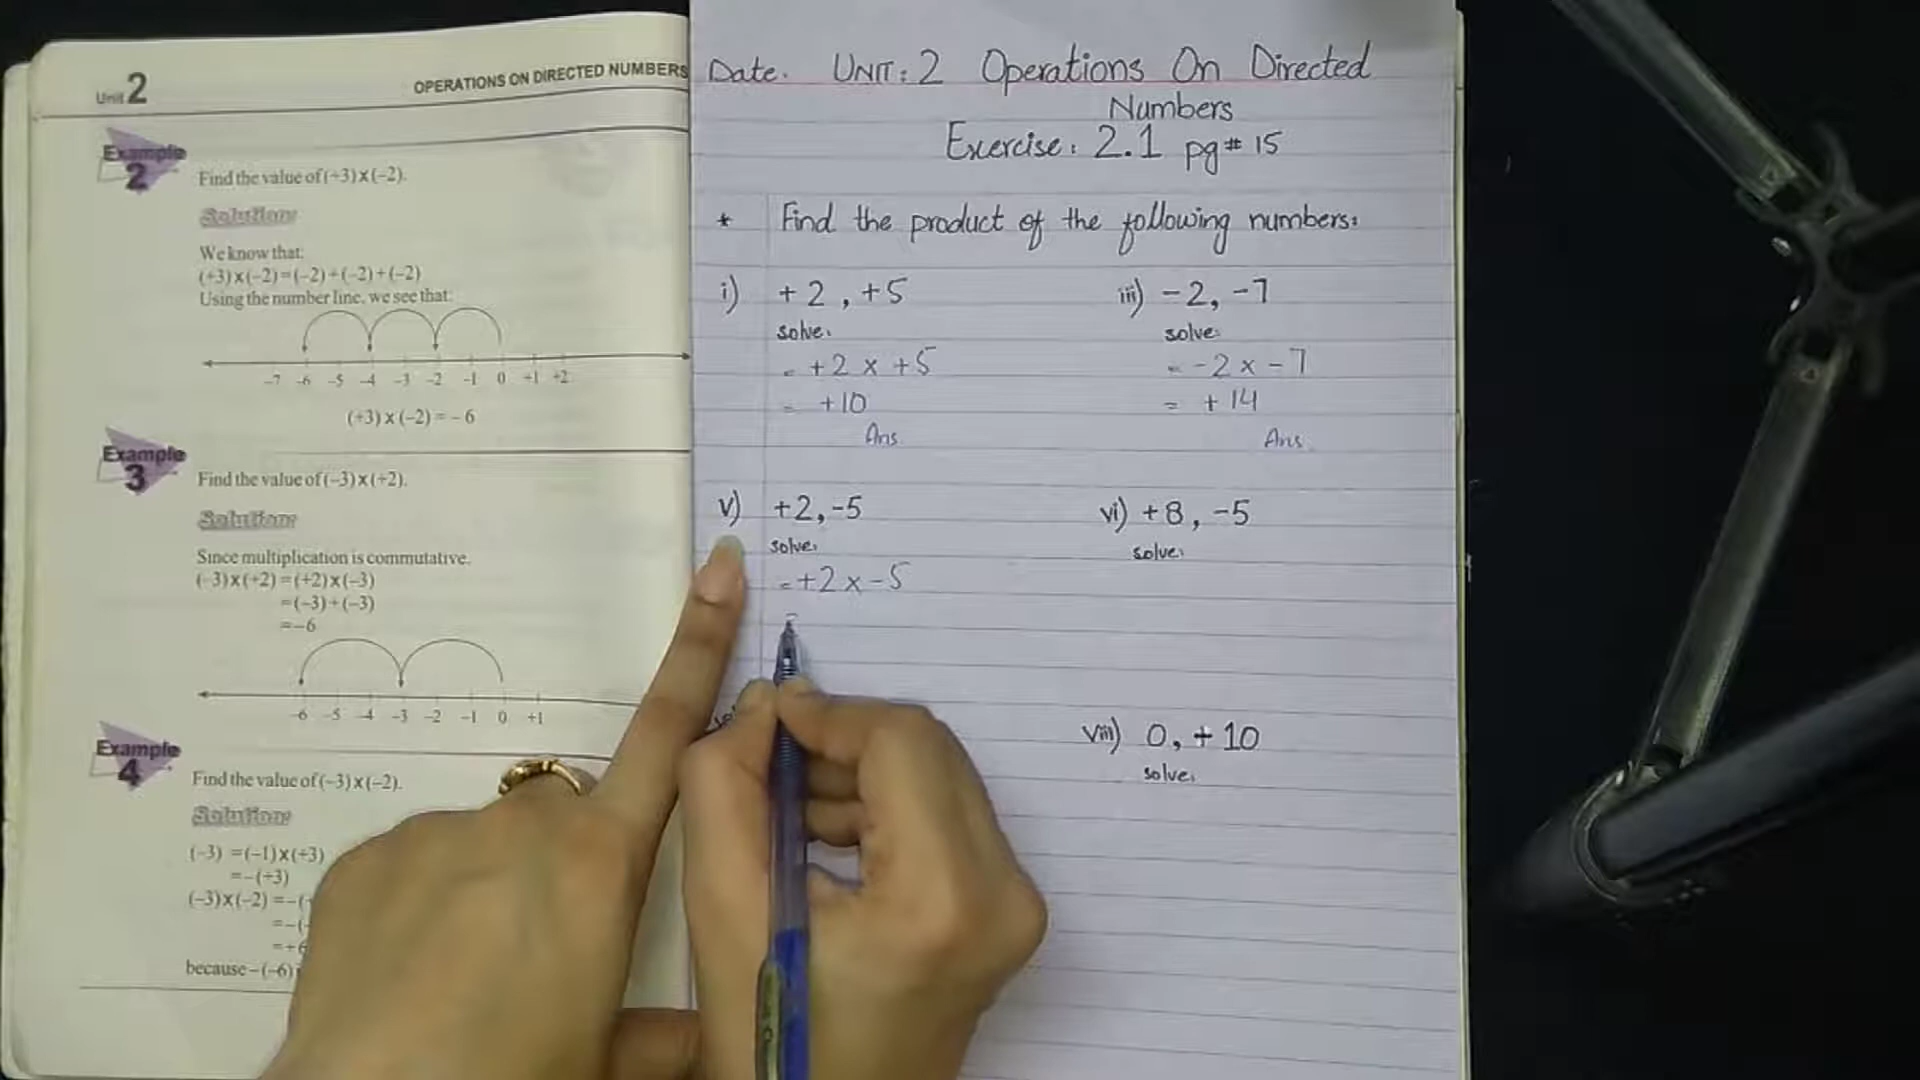 Unit 2
OPERATIONS ON DIRECTED NUMBERS
Example 2
Find the value of (+3)x(−2).
Solution:
We know that:
(+3)x(−2)=(−2)+(−2)+(−2)
Using the number line, we see that:
−7 −6 −5 −4 −3 −2 −1 0 +1 +2
(+3)x(−2) = −6
Example 3
Find the value of (−3)x(+2).
Solution:
Since multiplication is commutative.
(−3)x(+2)=(+2)x(−3)
=(−3)+(−3)
=−6
−6 −5 −4 −3 −2 −1 0 +1
Example 4
Find the value of (−3)x(−2).
Solution:
(−3) =(−1)x(+3)
=−(+3)
(−3)x(−2) =−(
=−(
=+6
because −(−6)
Date. UNIT: 2 Operations On Directed
Numbers
Exercise: 2.1 pg# 15
* Find the product of the following numbers:
i) +2, +5
solve:
= +2 x +5
= +10
Ans
iii) −2, −7
solve:
= −2 x −7
= +14
Ans
v) +2, −5
solve:
= +2 x −5
=
vi) +8, −5
solve:
viii) 0, +10
solve: